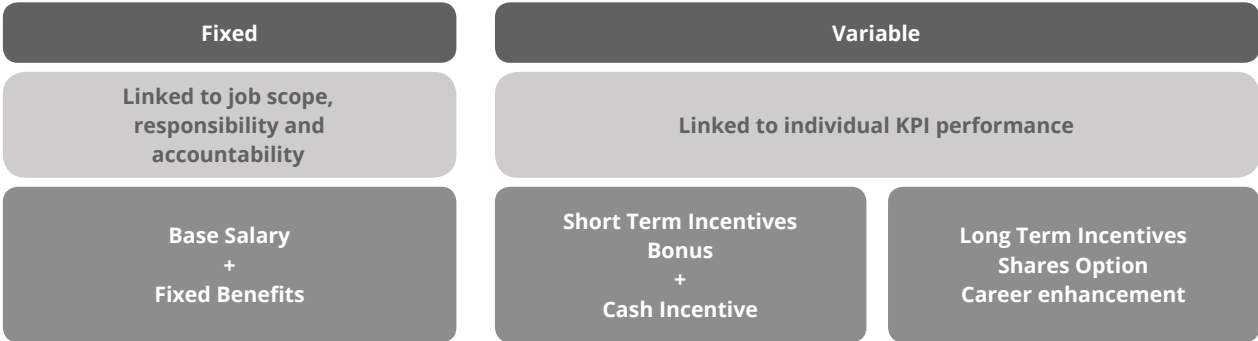 Fixed
Variable
Linked to job scope,
responsibility and
accountability
Linked to individual KPI performance
Base Salary
+
Fixed Benefits
Short Term Incentives
Bonus
+
Cash Incentive
Long Term Incentives
Shares Option
Career enhancement